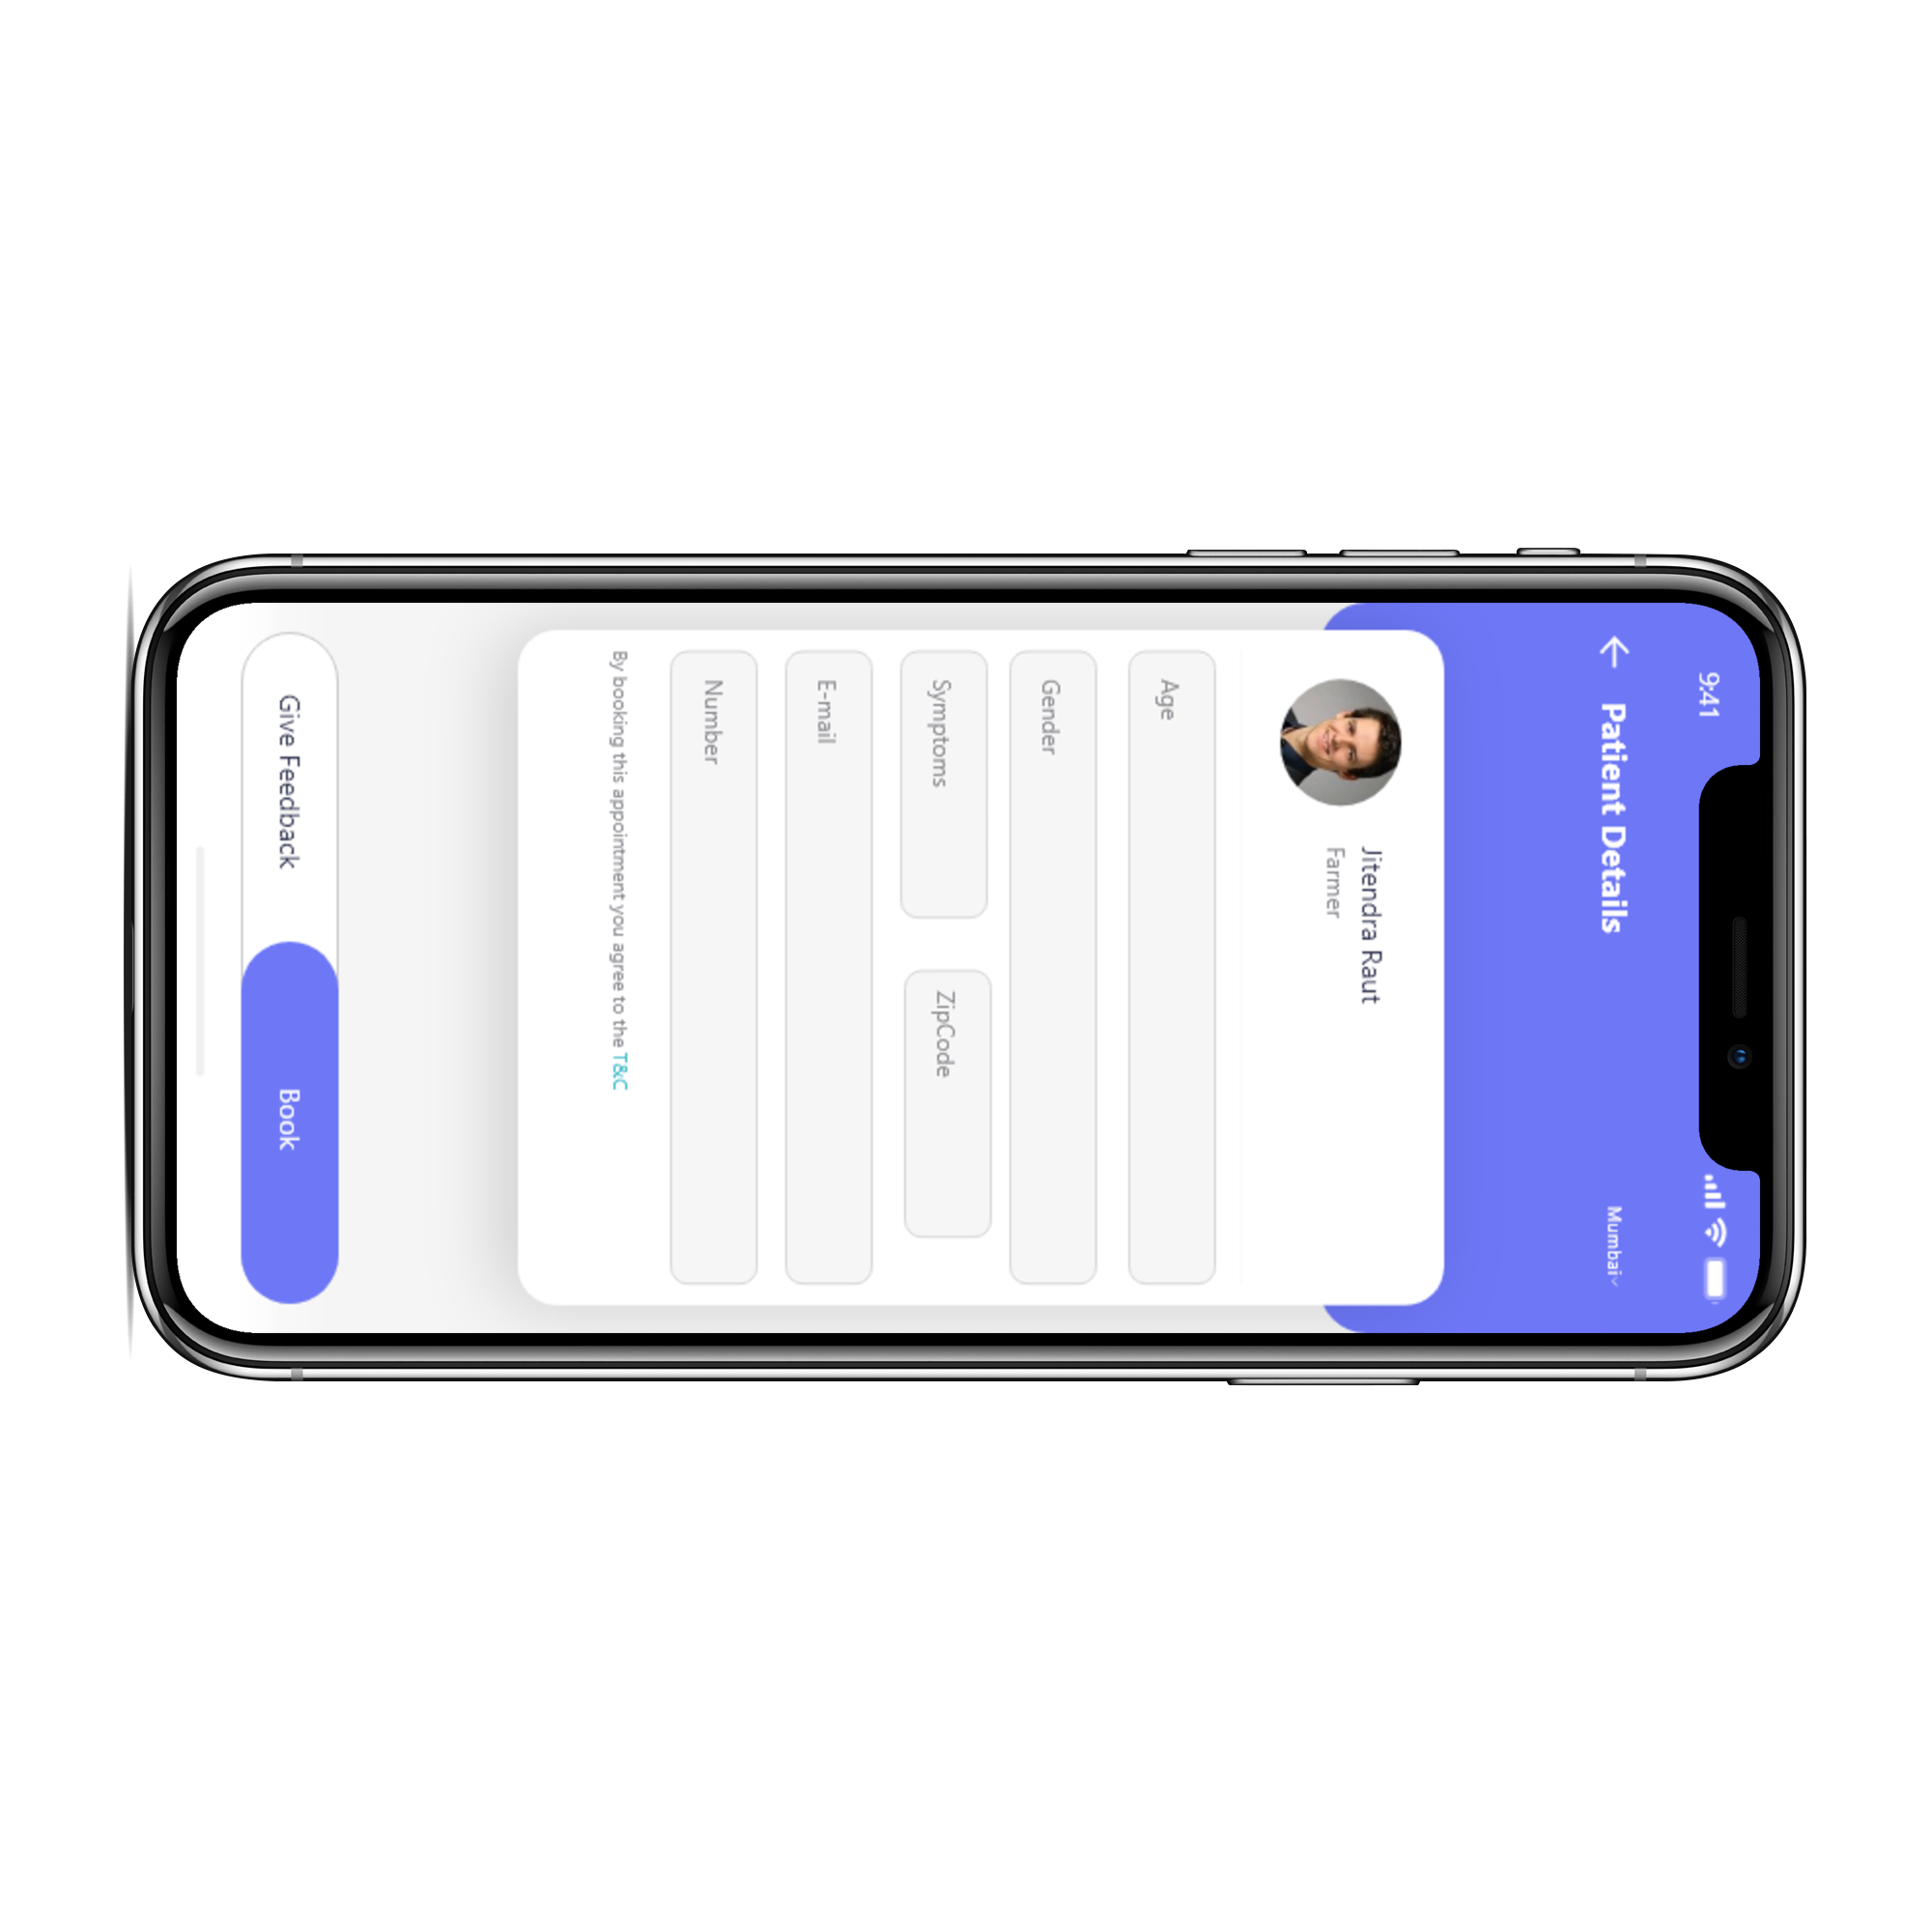 9:41
Patient Details
Mumbai
Jitendra Raut
Farmer
Age
Gender
Symptoms
ZipCode
E-mail
Number
By booking this appointment you agree to the T&C
Give Feedback
Book